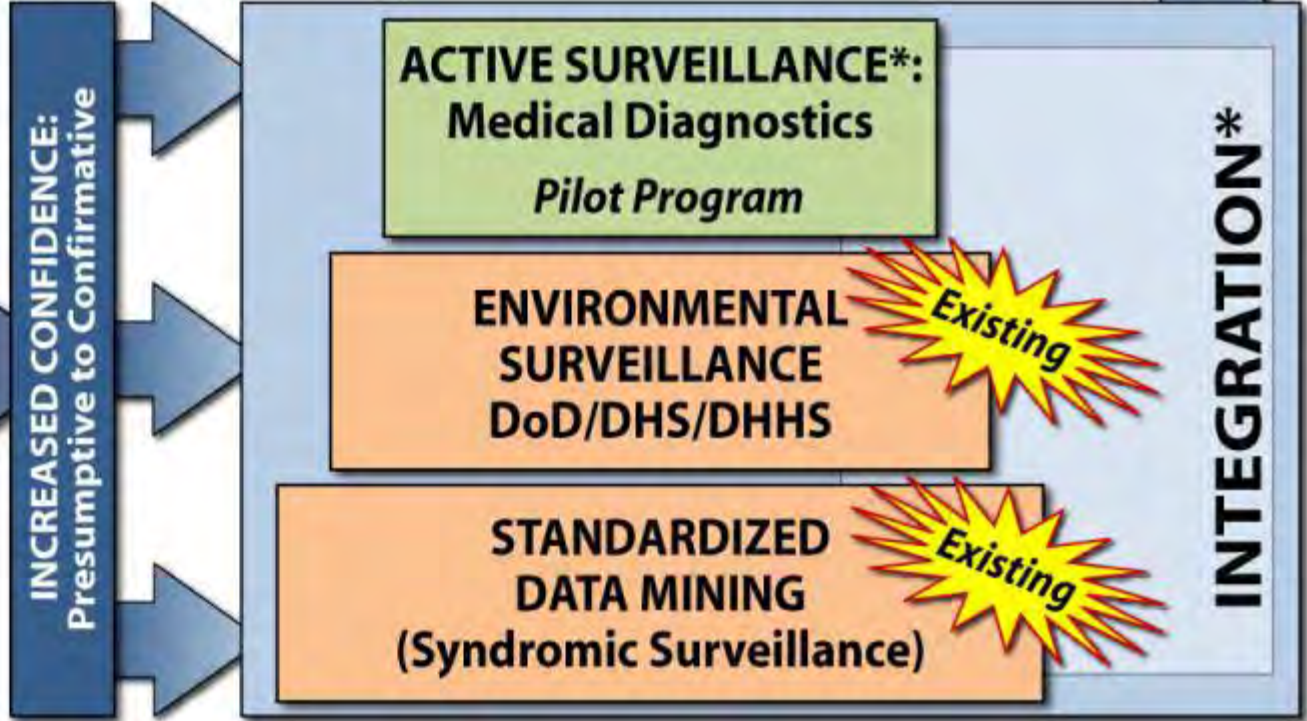 INCREASED CONFIDENCE:
Presumptive to Confirmative
ACTIVE SURVEILLANCE*:
Medical Diagnostics
Pilot Program
ENVIRONMENTAL
SURVEILLANCE
DoD/DHS/DHHS
Existing
STANDARDIZED
DATA MINING
(Syndromic Surveillance)
Existing
INTEGRATION*